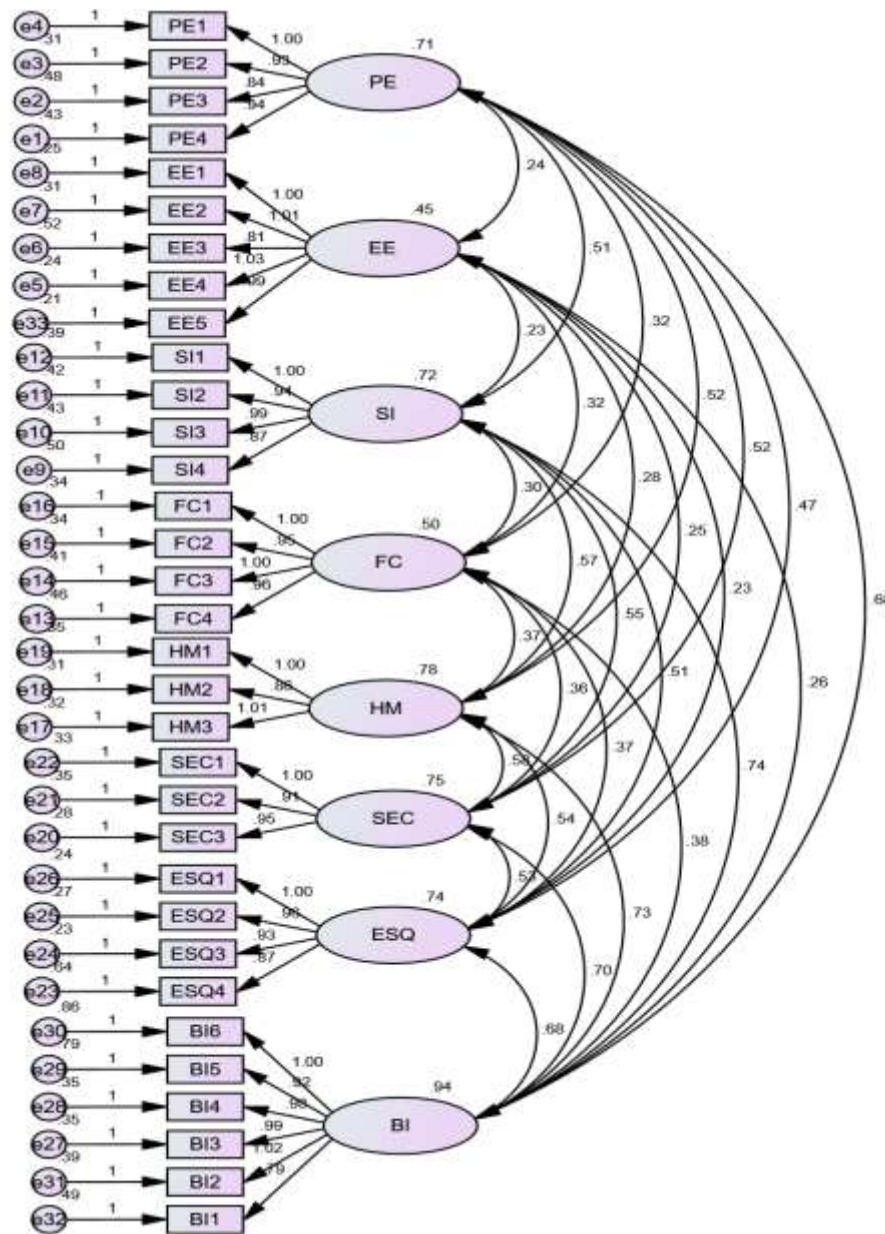 e4 1 PE1 1.00 .71
.31
e3 1 PE2 .93 PE
.48
e2 1 PE3 .84
.43
e1 1 PE4 .94
.25
e8 1 EE1 1.00 .24
.31
e7 1 EE2 1.01 .45
.52
e6 1 EE3 .81 EE .51
.24
e5 1 EE4 1.03
.21
e33 1 EE5 .99 .23 .32
.39
e12 1 SI1 1.00 .72 .52
.42
e11 1 SI2 .94 .32 .52
.43
e10 1 SI3 .99 SI
.50
e9 1 SI4 .87 .30 .28 .47
.34
e16 1 FC1 1.00 .50 .25
.34
e15 1 FC2 .95 .57
.41
e14 1 FC3 1.00 FC .55 .23
.46
e13 1 FC4 .96 .37
.35
e19 1 HM1 1.00 .78 .51 .26
.31
e18 1 HM2 .86 .36
.32
e17 1 HM3 1.01 HM .37 .74
.33
e22 1 SEC1 1.00 .75
.35
e21 1 SEC2 .91 .54 .38
.28
e20 1 SEC3 .95 SEC
.24
e26 1 ESQ1 1.00 .74 .53
.27
e25 1 ESQ2 .96 .73
.23
e24 1 ESQ3 .93 ESQ .70
.64
e23 1 ESQ4 .87
.86
e30 1 BI6 1.00 .68
.79
e29 1 BI5 .92 .94
.35
e28 1 BI4 BI
.35
e27 1 BI3 .99
.39
e31 1 BI2 1.02
.49
e32 1 BI1 .79